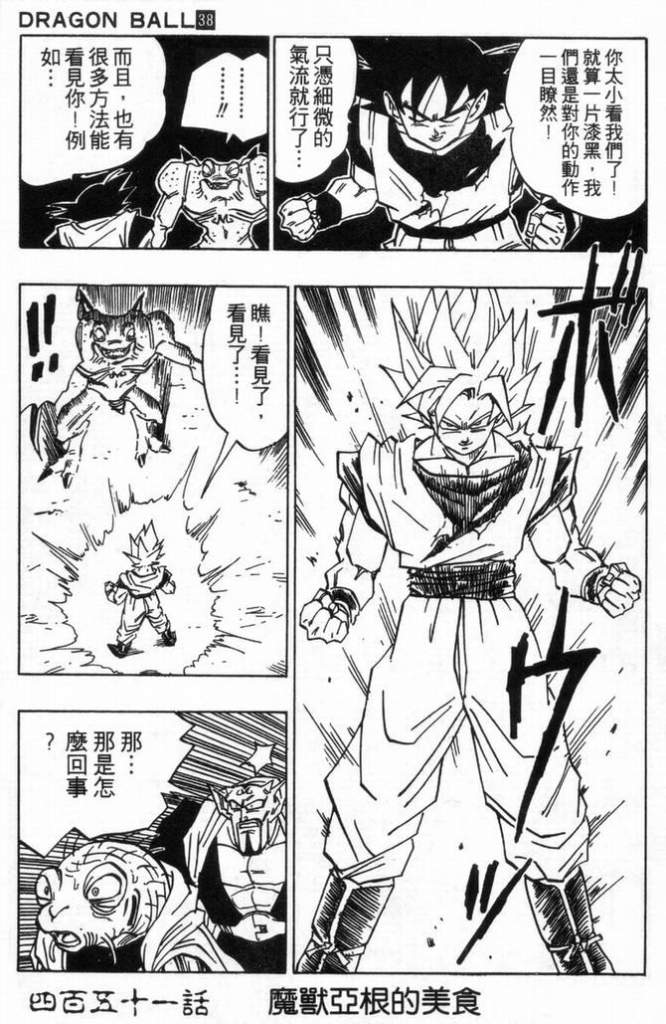 DRAGON BALL 38
你太小看我們了！
就算一片漆黑，我
們還是對你的動作
一目瞭然！
只憑細微的
氣流就行了…
………
……!!
而且，也有
很多方法能
看見你！例
如…
ボッ
!!
瞧！看見了，
看見了…！
那…
那是怎
麼回事
？
四百五十一話
魔獸亞根的美食